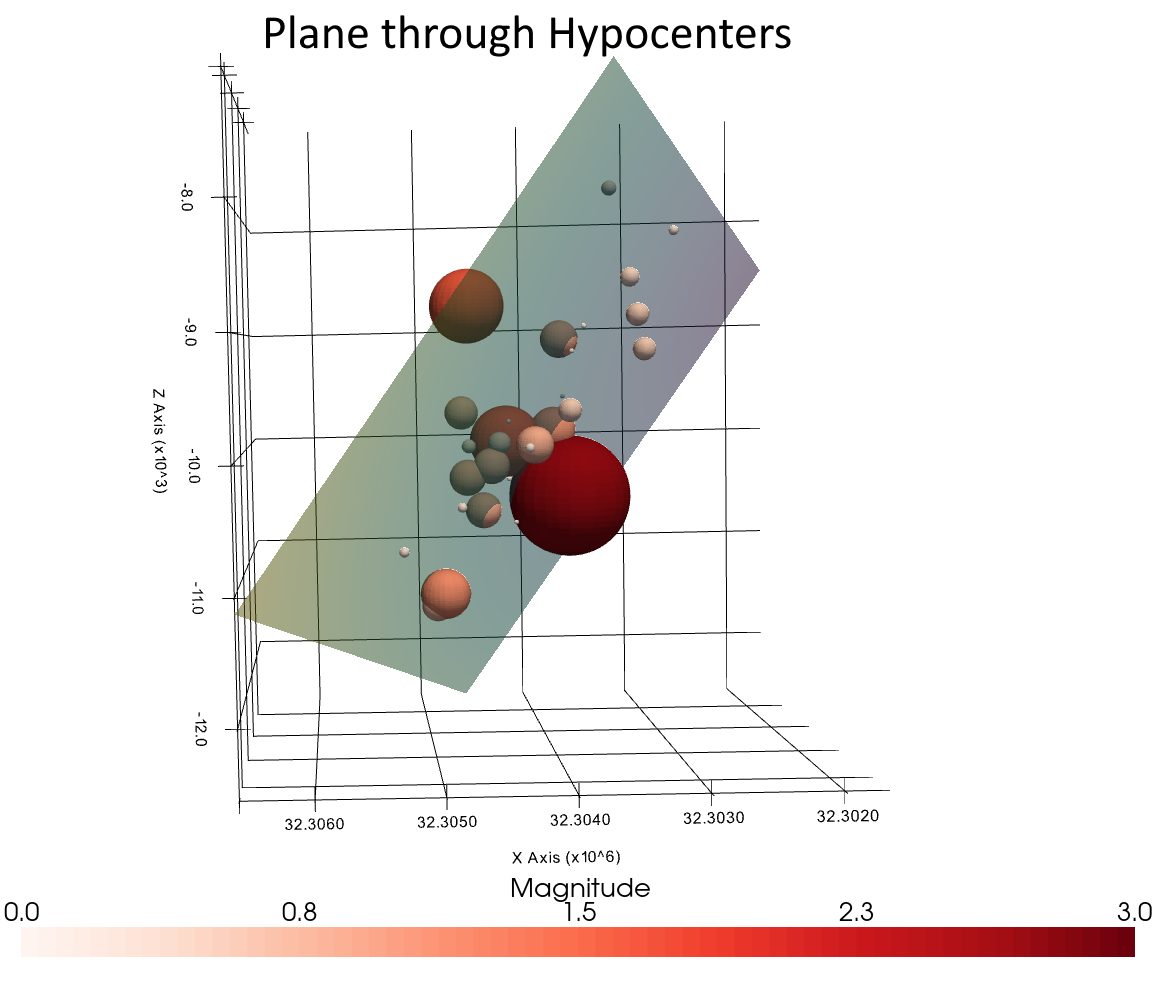 Plane through Hypocenters
-8.0
-9.0
-10.0
-11.0
-12.0
Z Axis (x10^3)
32.3060 32.3050 32.3040 32.3030 32.3020
X Axis (x10^6)
Magnitude
0.0 0.8 1.5 2.3 3.0